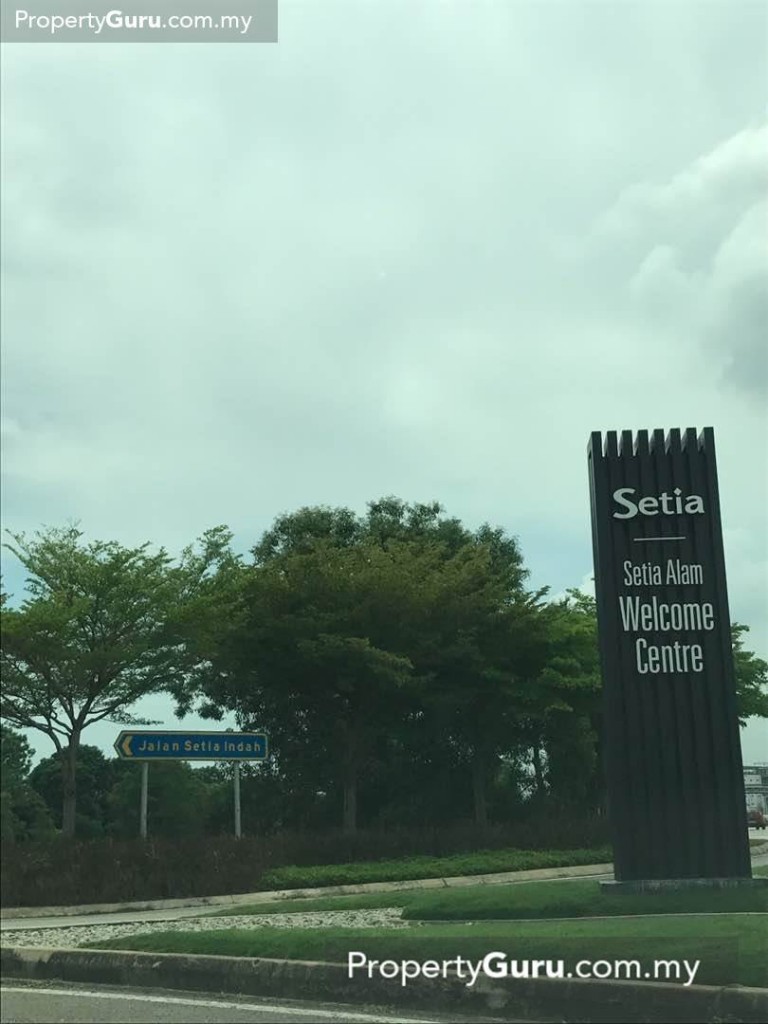 PropertyGuru.com.my
Setia
Setia Alam
Welcome
Centre
Jalan Setia Indah
PropertyGuru.com.my